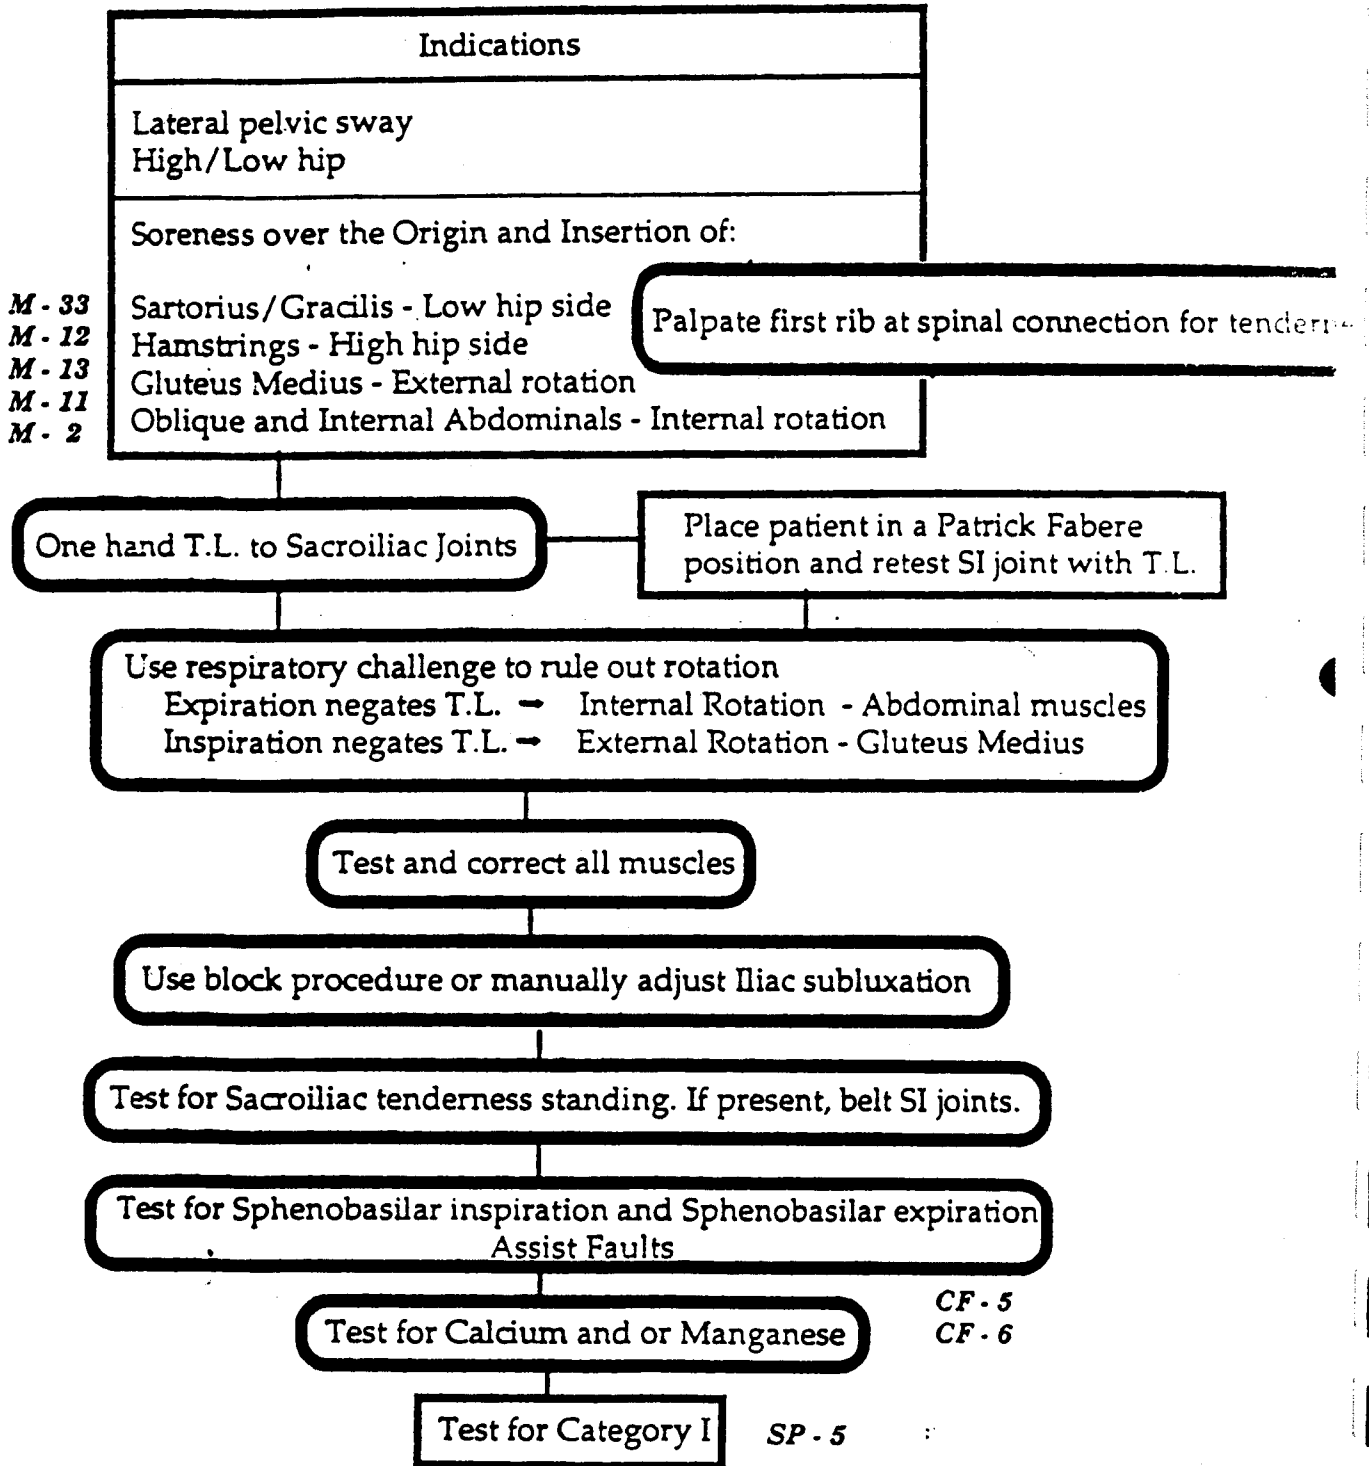 Indications
Lateral pelvic sway
High/Low hip
Soreness over the Origin and Insertion of:
M - 33
Sartorius/Gracilis - Low hip side
M - 12
Hamstrings - High hip side
M - 13
Gluteus Medius - External rotation
M - 11
Oblique and Internal Abdominals - Internal rotation
M - 2
Palpate first rib at spinal connection for
One hand T.L. to Sacroiliac Joints
Place patient in a Patrick Fabere
position and retest SI joint with T.L.
Use respiratory challenge to rule out rotation
Expiration negates T.L. → Internal Rotation - Abdominal muscles
Inspiration negates T.L. → External Rotation - Gluteus Medius
Test and correct all muscles
Use block procedure or manually adjust Iliac subluxation
Test for Sacroiliac tenderness standing. If present, belt SI joints.
Test for Sphenobasilar inspiration and Sphenobasilar expiration
Assist Faults
CF - 5
CF - 6
Test for Calcium and or Manganese
Test for Category I
SP - 5